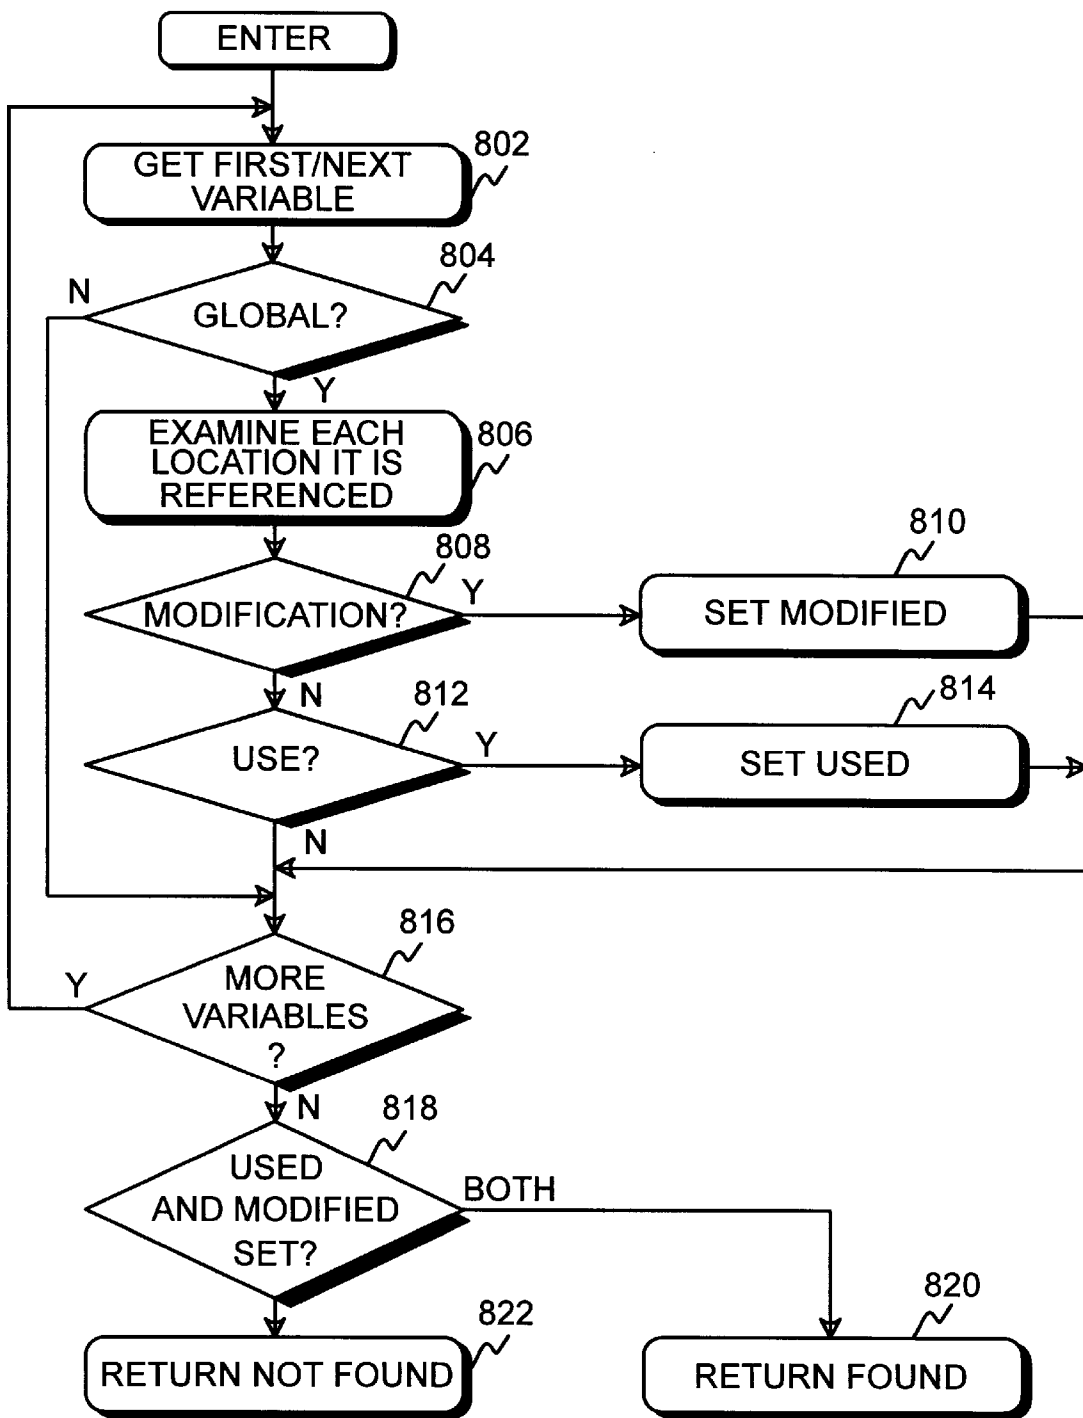 ENTER
802
GET FIRST/NEXT
VARIABLE
804
N
GLOBAL?
Y
EXAMINE EACH
LOCATION IT IS
REFERENCED
806
808
810
MODIFICATION?
Y
SET MODIFIED
N
812
814
USE?
Y
SET USED
N
816
Y
MORE
VARIABLES
?
N
818
USED
AND MODIFIED
SET?
BOTH
822
820
RETURN NOT FOUND
RETURN FOUND